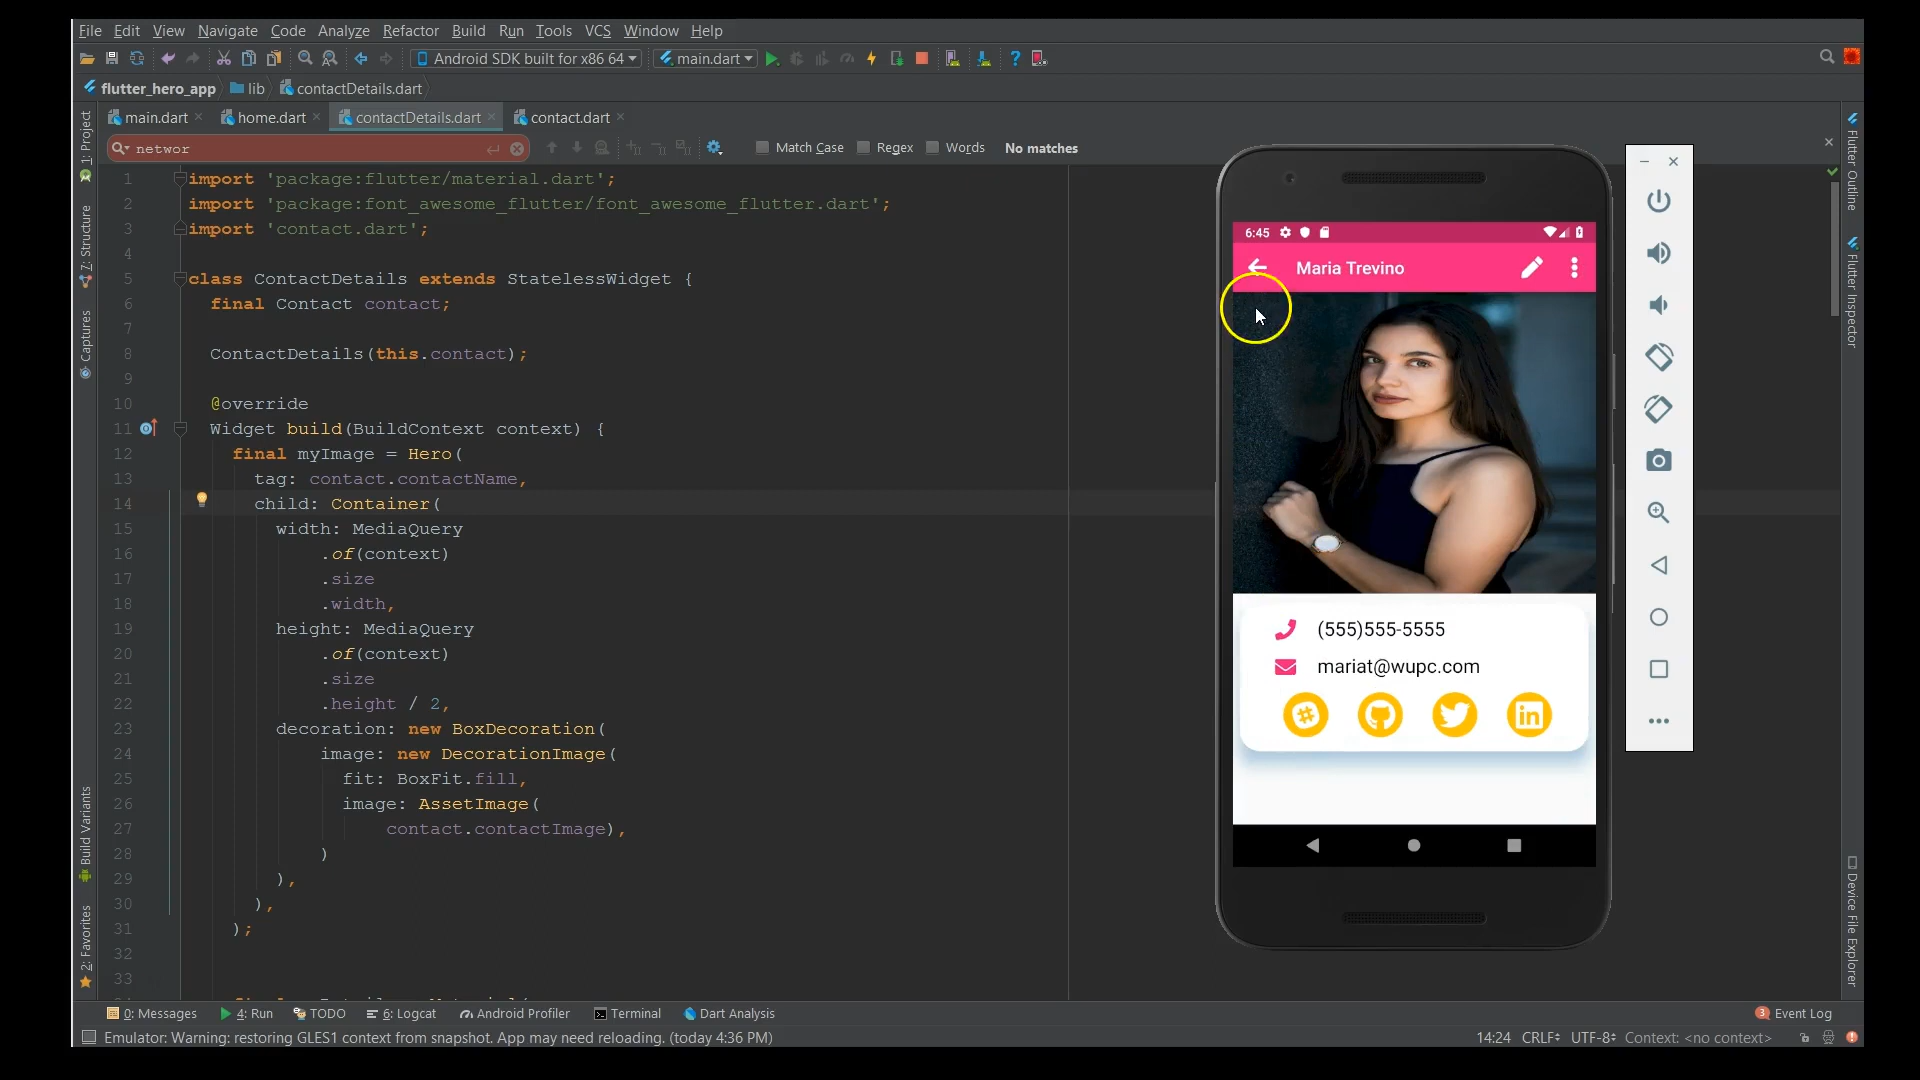 File Edit View Navigate Code Analyze Refactor Build Run Tools VCS Window Help
Android SDK built for x86 64 main.dart
flutter_hero_app lib contactDetails.dart
main.dart home.dart contactDetails.dart contact.dart
networ Match Case Regex Words No matches
1 import 'package:flutter/material.dart';
2 import 'package:font_awesome_flutter/font_awesome_flutter.dart';
3 import 'contact.dart';
4
5 class ContactDetails extends StatelessWidget {
6 final Contact contact;
7
8 ContactDetails(this.contact);
9
10 @override
11 Widget build(BuildContext context) {
12 final myImage = Hero(
13 tag: contact.contactName,
14 child: Container(
15 width: MediaQuery
16 .of(context)
17 .size
18 .width,
19 height: MediaQuery
20 .of(context)
21 .size
22 .height / 2,
23 decoration: new BoxDecoration(
24 image: new DecorationImage(
25 fit: BoxFit.fill,
26 image: AssetImage(
27 contact.contactImage),
28 )
29 ),
30 ),
31 );
32
33
1: Project
7: Structure
Captures
Build Variants
2: Favorites
6:45
Maria Trevino
(555)555-5555
mariat@wupc.com
Flutter Outline
Flutter Inspector
Device File Explorer
0: Messages 4: Run TODO 6: Logcat Android Profiler Terminal Dart Analysis 3 Event Log
Emulator: Warning: restoring GLES1 context from snapshot. App may need reloading. (today 4:36 PM) 14:24 CRLF UTF-8 Context: <no context>